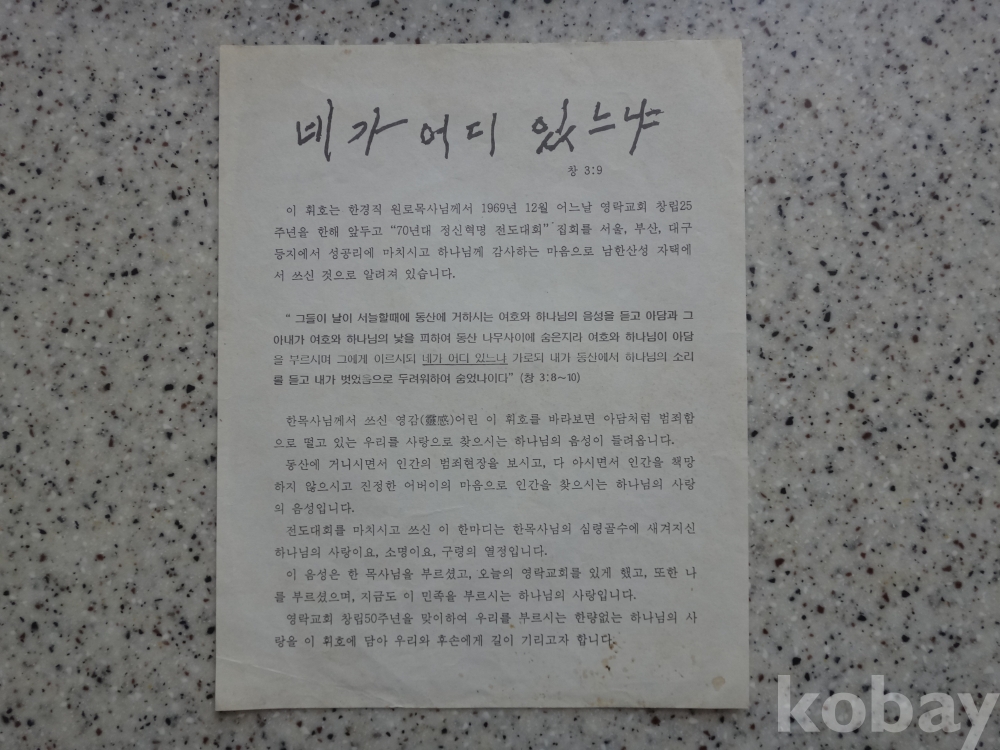 네가 어디 있느냐
창 3:9
이 휘호는 한경직 원로목사님께서 1969년 12월 어느날 영락교회 창립25
주년을 한해 앞두고 "70년대 정신혁명 전도대회" 집회를 서울, 부산, 대구
등지에서 성공리에 마치시고 하나님께 감사하는 마음으로 남한산성 자택에
서 쓰신 것으로 알려져 있습니다.
" 그들이 날이 서늘할때에 동산에 거하시는 여호와 하나님의 음성을 듣고 아담과 그
아내가 여호와 하나님의 낯을 피하여 동산 나무사이에 숨은지라 여호와 하나님이 아담
을 부르시며 그에게 이르시되 네가 어디 있느냐 가로되 내가 동산에서 하나님의 소리
를 듣고 내가 벗었음으로 두려워하여 숨었나이다" (창 3:8~10)
한목사님께서 쓰신 영감(靈感)어린 이 휘호를 바라보면 아담처럼 범죄함
으로 떨고 있는 우리를 사랑으로 찾으시는 하나님의 음성이 들려옵니다.
동산에 거니시면서 인간의 범죄현장을 보시고, 다 아시면서 인간을 책망
하지 않으시고 진정한 어버이의 마음으로 인간을 찾으시는 하나님의 사랑
의 음성입니다.
전도대회를 마치시고 쓰신 이 한마디는 한목사님의 심령골수에 새겨지신
하나님의 사랑이요, 소명이요, 구령의 열정입니다.
이 음성은 한 목사님을 부르셨고, 오늘의 영락교회를 있게 했고, 또한 나
를 부르셨으며, 지금도 이 민족을 부르시는 하나님의 사랑입니다.
영락교회 창립50주년을 맞이하여 우리를 부르시는 한량없는 하나님의 사
랑을 이 휘호에 담아 우리와 후손에게 길이 기리고자 합니다.
kobay